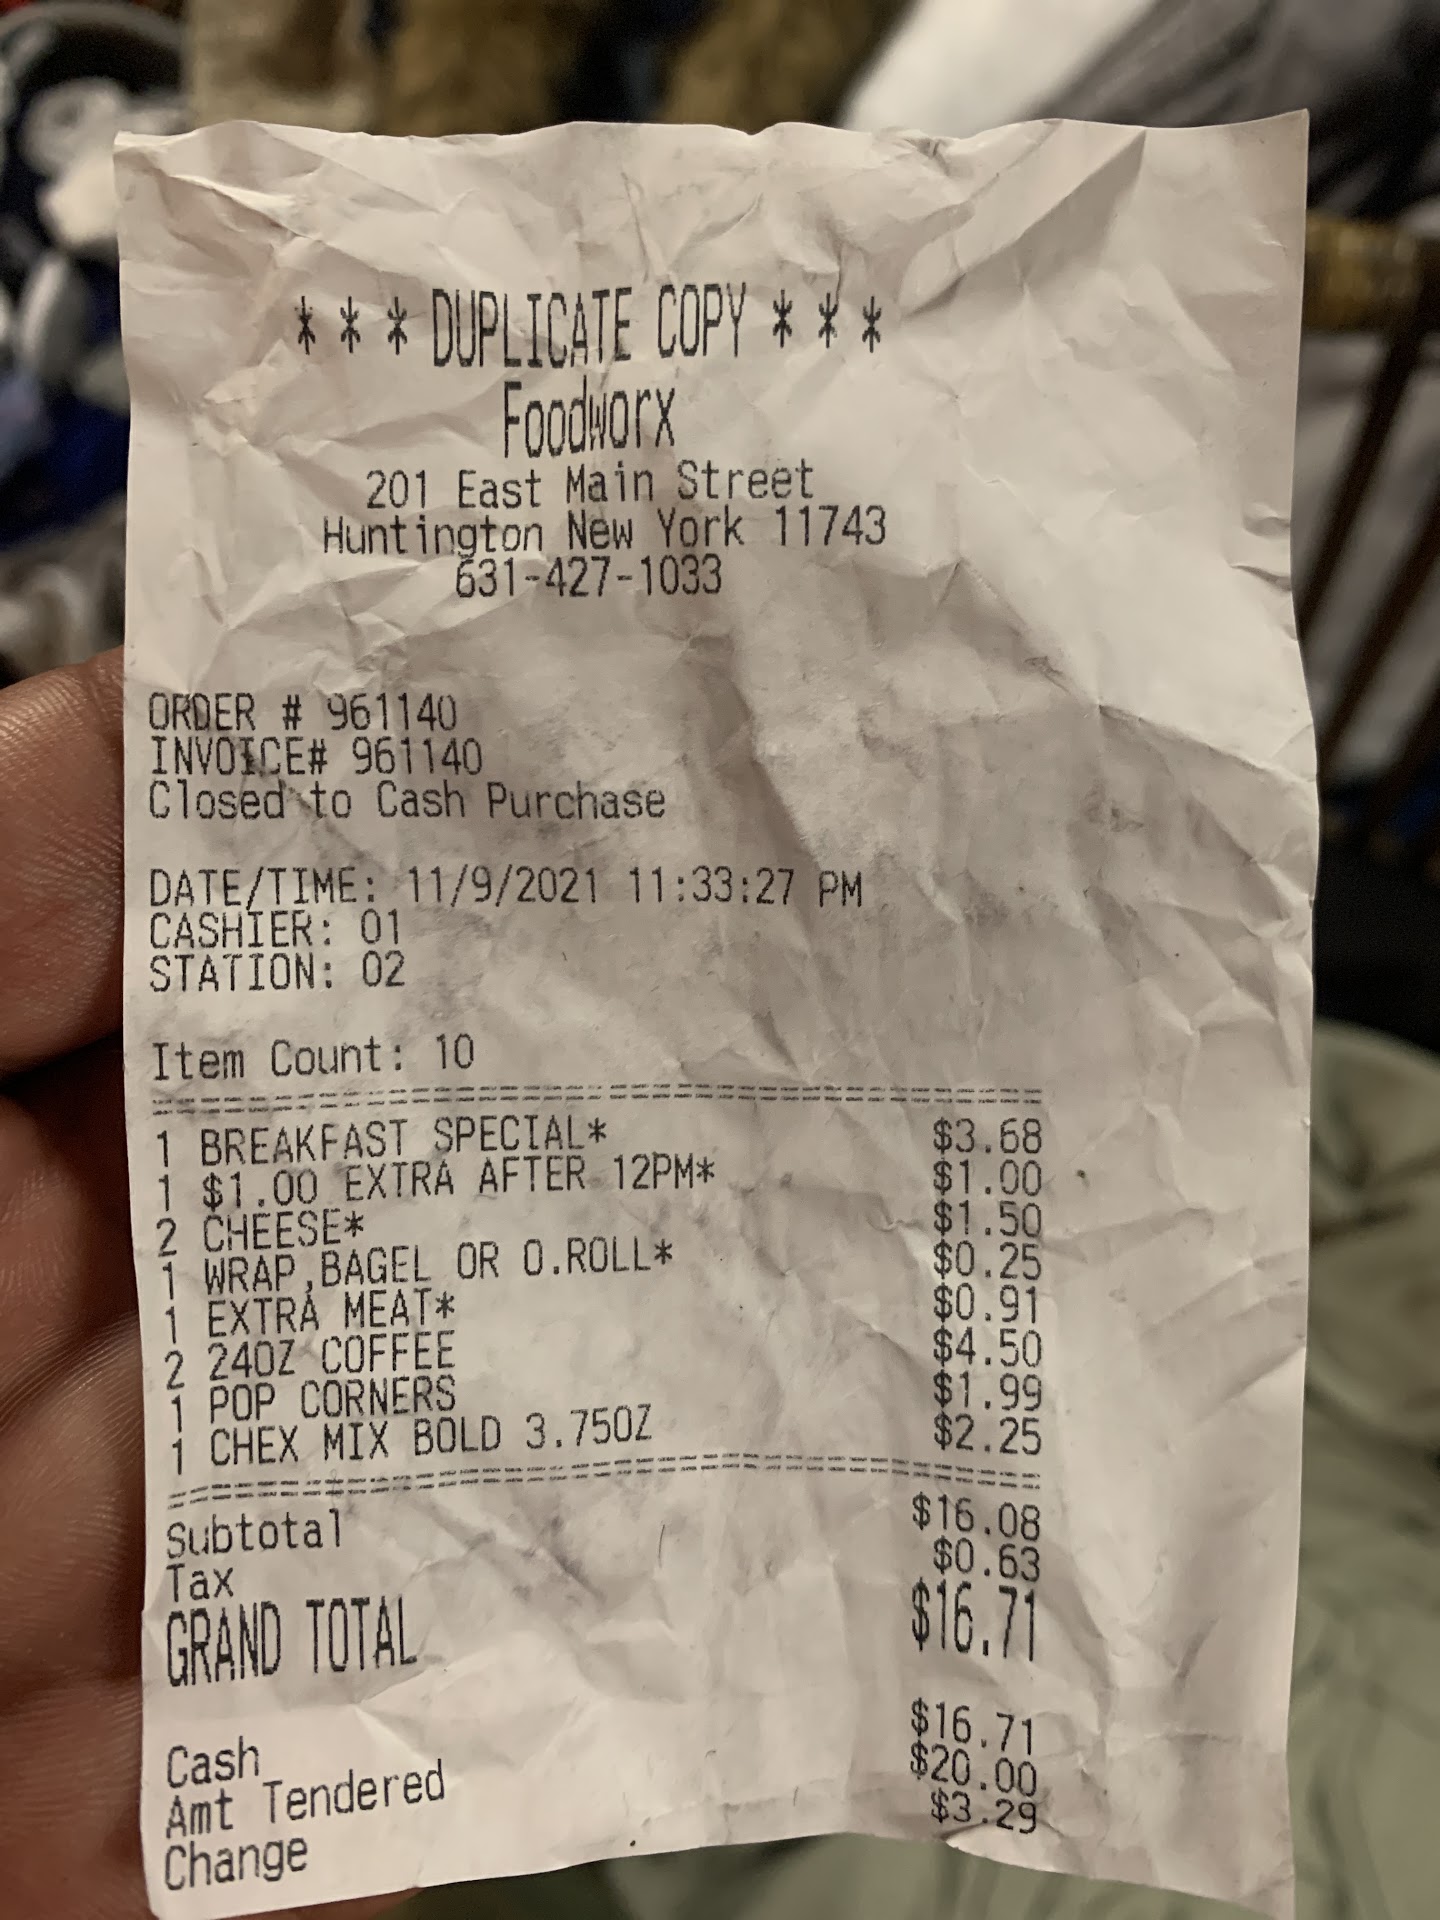 * * * DUPLICATE COPY * * *
Foodworx
201 East Main Street
Huntington New York 11743
631-427-1033
ORDER # 961140
INVOICE# 961140
Closed to Cash Purchase
DATE/TIME: 11/9/2021 11:33:27 PM
CASHIER: 01
STATION: 02
Item Count: 10
1 BREAKFAST SPECIAL* $3.68
1 $1.00 EXTRA AFTER 12PM* $1.00
2 CHEESE* $1.50
1 WRAP,BAGEL OR O.ROLL* $0.25
1 EXTRA MEAT* $0.91
2 24OZ COFFEE $4.50
1 POP CORNERS $1.99
1 CHEX MIX BOLD 3.75OZ $2.25
Subtotal $16.08
Tax $0.63
GRAND TOTAL $16.71
Cash $16.71
Amt Tendered $20.00
Change $3.29